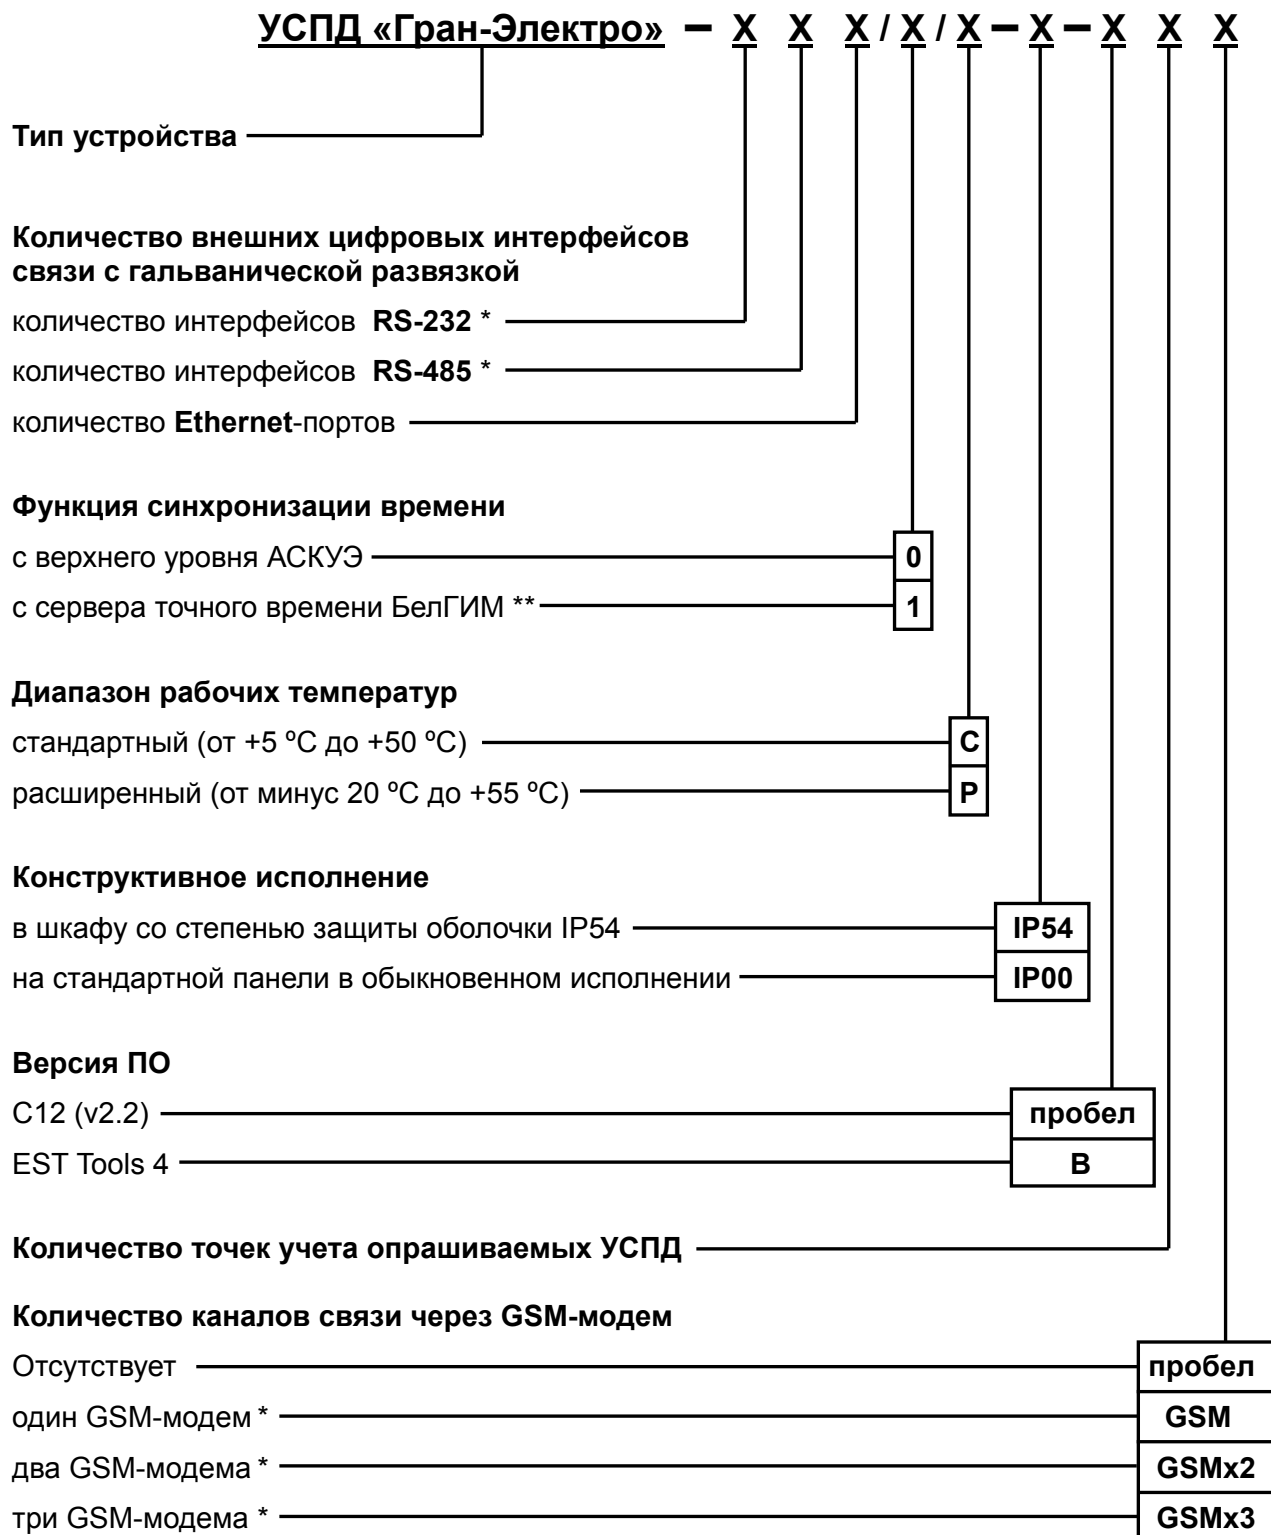 УСПД «Гран-Электро» – X X X / X / X – X – X X X
Тип устройства
Количество внешних цифровых интерфейсов
связи с гальванической развязкой
количество интерфейсов RS-232 *
количество интерфейсов RS-485 *
количество Ethernet-портов
Функция синхронизации времени
с верхнего уровня АСКУЭ 0
с сервера точного времени БелГИМ ** 1
Диапазон рабочих температур
стандартный (от +5 ºС до +50 ºС) С
расширенный (от минус 20 ºС до +55 ºС) Р
Конструктивное исполнение
в шкафу со степенью защиты оболочки IP54 IP54
на стандартной панели в обыкновенном исполнении IP00
Версия ПО
C12 (v2.2) пробел
EST Tools 4 B
Количество точек учета опрашиваемых УСПД
Количество каналов связи через GSM-модем
Отсутствует пробел
один GSM-модем * GSM
два GSM-модема * GSMx2
три GSM-модема * GSMx3